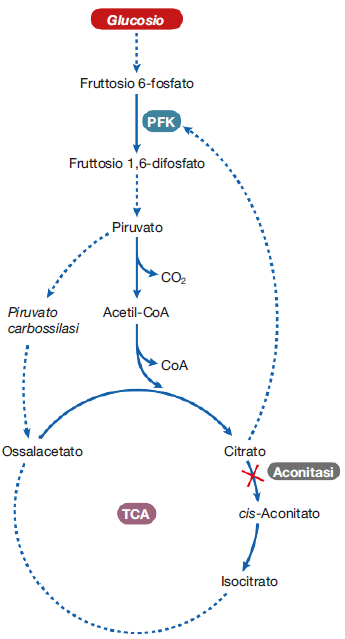 Glucosio
Fruttosio 6-fosfato
PFK
Fruttosio 1,6-difosfato
Piruvato
CO₂
Piruvato
carbossilasi
Acetil-CoA
CoA
Ossalacetato
Citrato
Aconitasi
TCA
cis-Aconitato
Isocitrato